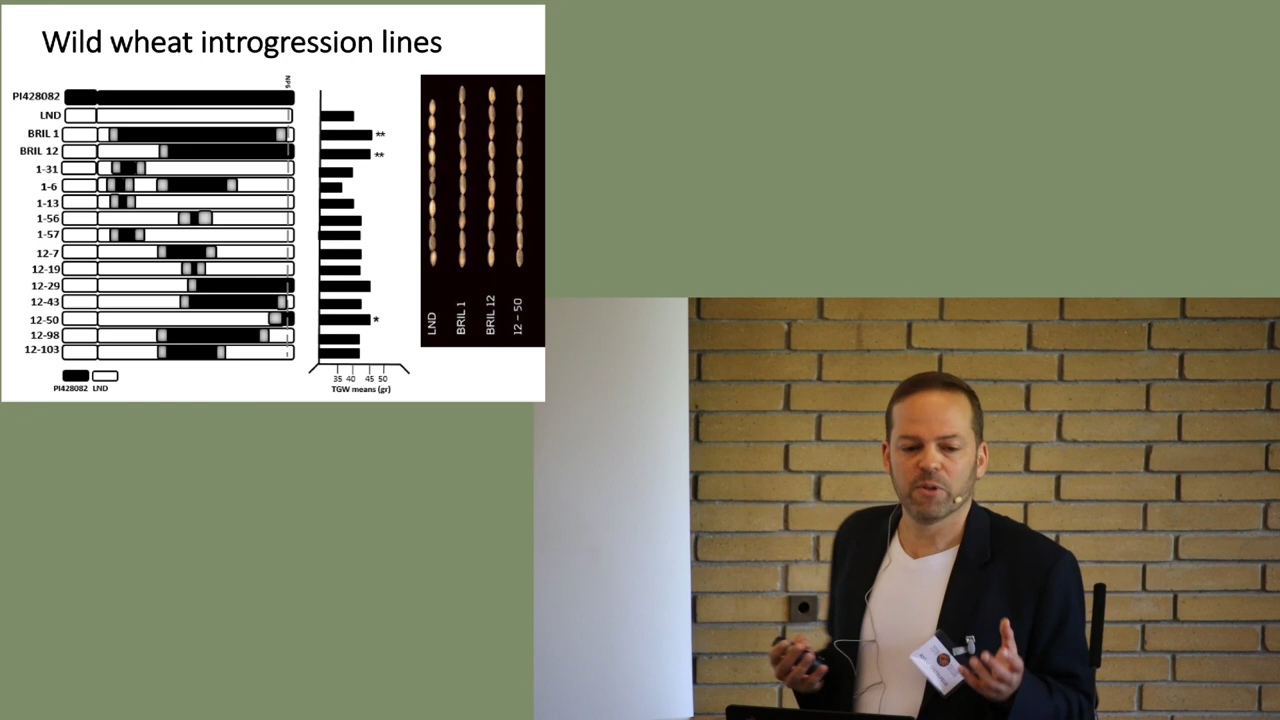 Wild wheat introgression lines
PI428082
LND
BRIL 1
**
BRIL 12
**
1-31
1-6
1-13
1-56
1-57
12-7
12-19
12-29
12-43
12-50
*
12-98
12-103
PI428082 LND
35 40 45 50
TGW means (gr)
LND
BRIL 1
BRIL 12
12 - 50